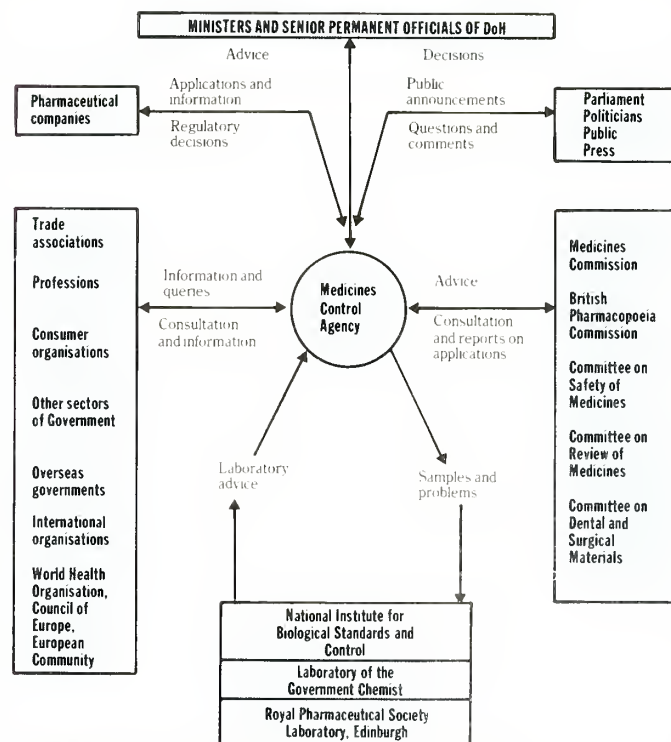 MINISTERS AND SENIOR PERMANENT OFFICIALS OF DoH
Advice
Decisions
Applications and
information
Regulatory
decisions
Public
announcements
Questions and
comments
Pharmaceutical
companies
Parliament
Politicians
Public
Press
Trade
associations
Professions
Consumer
organisations
Other sectors
of Government
Overseas
governments
International
organisations
World Health
Organisation,
Council of
Europe,
European
Community
Information and
queries
Consultation
and information
Medicines
Control
Agency
Advice
Consultation
and reports on
applications
Medicines
Commission
British
Pharmacopoeia
Commission
Committee on
Safety of
Medicines
Committee on
Review of
Medicines
Committee on
Dental and
Surgical
Materials
Laboratory
advice
Samples and
problems
National Institute for
Biological Standards and
Control
Laboratory of the
Government Chemist
Royal Pharmaceutical Society
Laboratory, Edinburgh